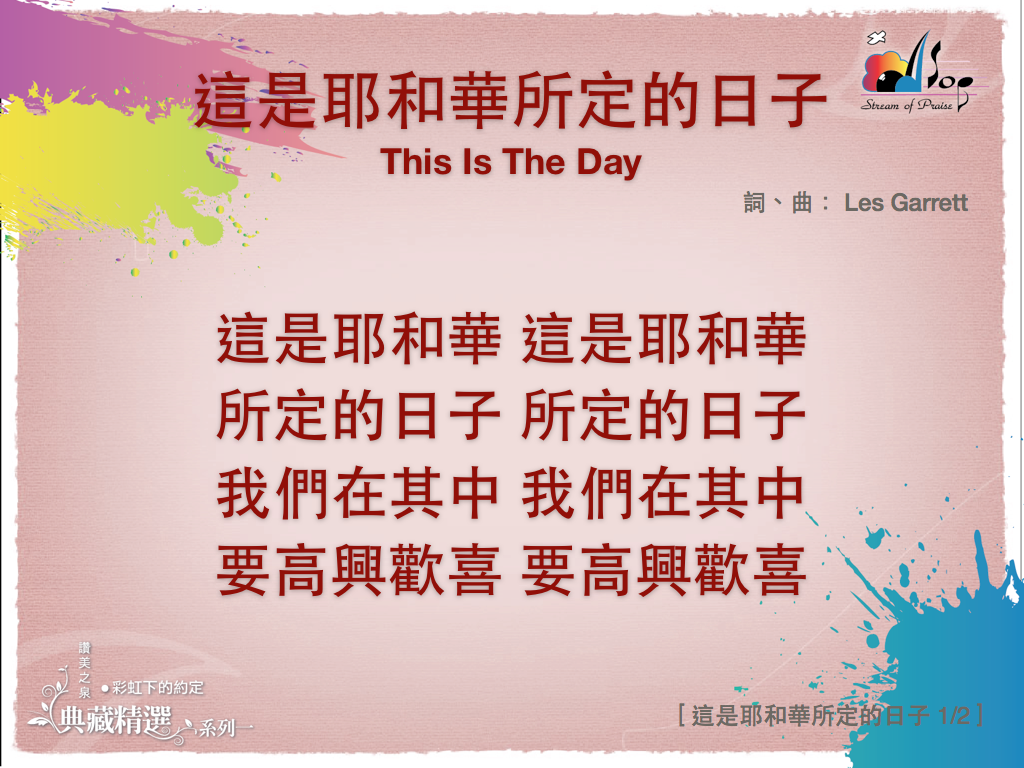 這是耶和華所定的日子
This Is The Day
Sop
Stream of Praise
詞、曲： Les Garrett
這是耶和華 這是耶和華
所定的日子 所定的日子
我們在其中 我們在其中
要高興歡喜 要高興歡喜
讚美之泉
●彩虹下的約定
典藏精選 系列一
[ 這是耶和華所定的日子 1/2 ]